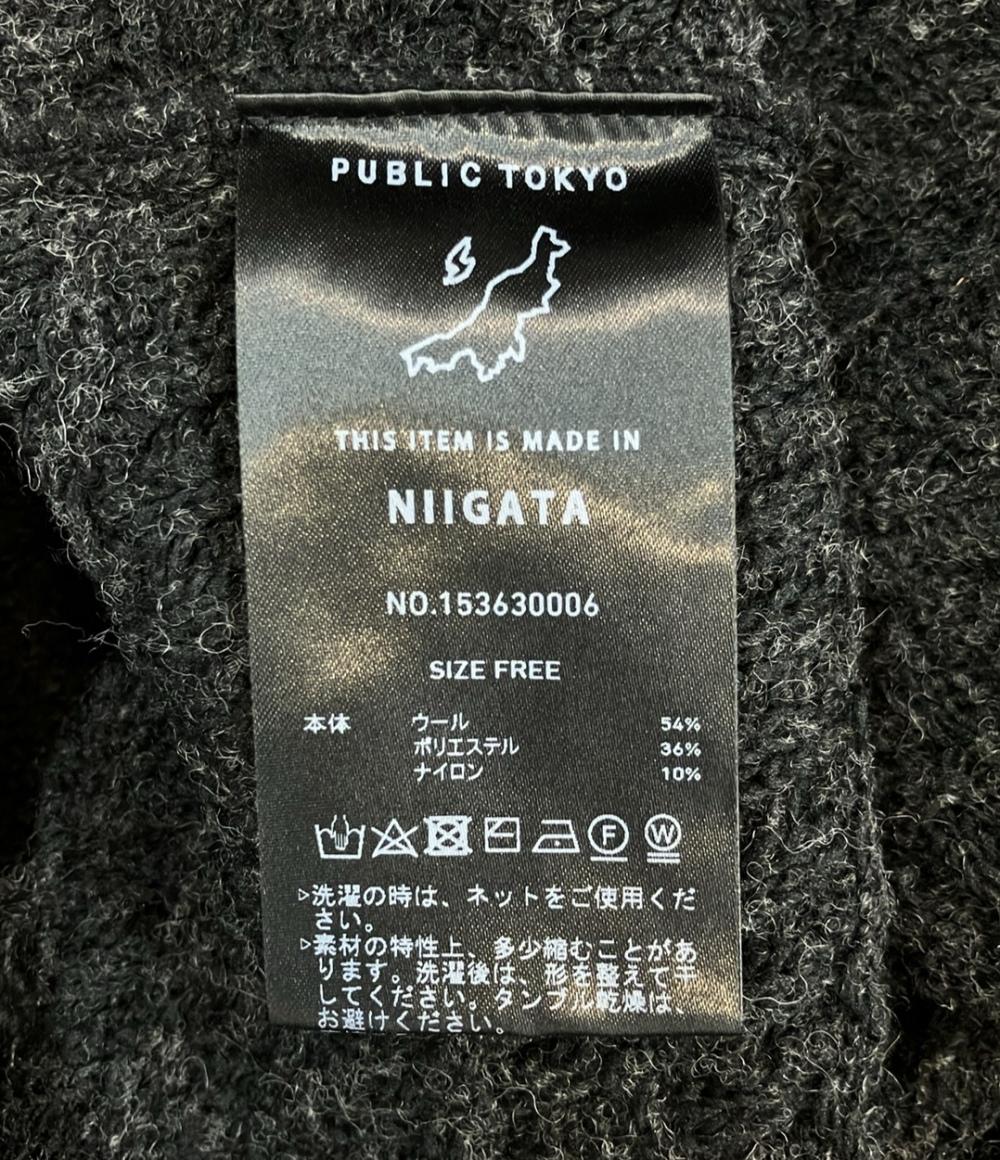 PUBLIC TOKYO
THIS ITEM IS MADE IN
NIIGATA
NO.153630006
SIZE FREE
本体 ウール 54%
ポリエステル 36%
ナイロン 10%
F W
▷洗濯の時は、ネットをご使用くだ
さい。
▷素材の特性上、多少縮むことがあ
ります。洗濯後は、形を整えて干
してください。タンブル乾燥は、
お避けください。